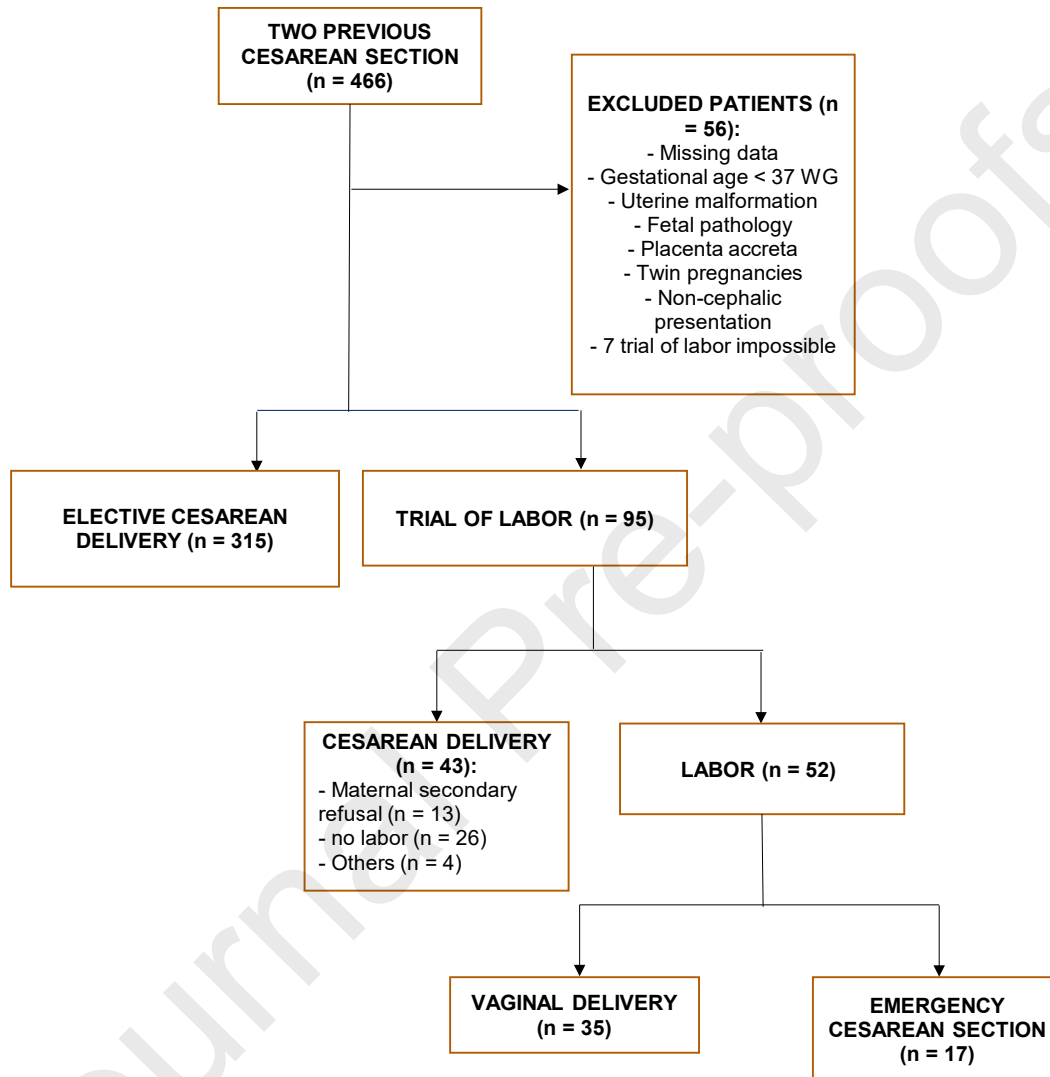 TWO PREVIOUS
CESAREAN SECTION
(n = 466)
EXCLUDED PATIENTS (n
= 56):
- Missing data
- Gestational age < 37 WG
- Uterine malformation
- Fetal pathology
- Placenta accreta
- Twin pregnancies
- Non-cephalic
presentation
- 7 trial of labor impossible
ELECTIVE CESAREAN
DELIVERY (n = 315)
TRIAL OF LABOR (n = 95)
CESAREAN DELIVERY
(n = 43):
- Maternal secondary
refusal (n = 13)
- no labor (n = 26)
- Others (n = 4)
LABOR (n = 52)
VAGINAL DELIVERY
(n = 35)
EMERGENCY
CESAREAN SECTION
(n = 17)
Journal Pre-proofs